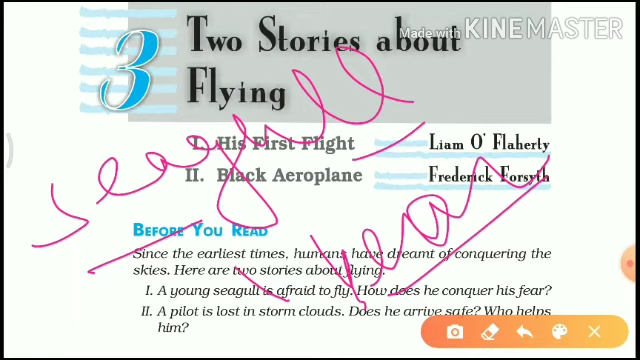 Made with KINEMASTER
3 Two Stories about
Flying
I. His First Flight Liam O' Flaherty
II. Black Aeroplane Frederick Forsyth
seagull
BEFORE YOU READ
Since the earliest times, humans have dreamt of conquering the
skies. Here are two stories about flying.
I. A young seagull is afraid to fly. How does he conquer his fear?
II. A pilot is lost in storm clouds. Does he arrive safe? Who helps
him?